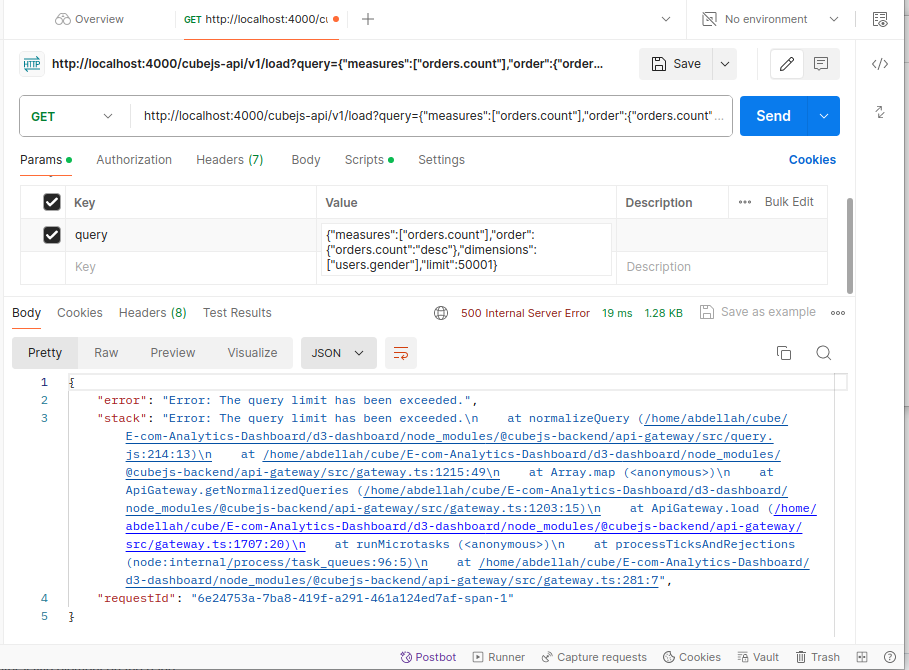 Overview
GET http://localhost:4000/cu
No environment
HTTP
http://localhost:4000/cubejs-api/v1/load?query={"measures":["orders.count"],"order":{"order...
Save
GET
http://localhost:4000/cubejs-api/v1/load?query={"measures":["orders.count"],"order":{"orders.count" ...
Send
Params
Authorization
Headers (7)
Body
Scripts
Settings
Cookies
Key
Value
Description
Bulk Edit
query
{"measures":["orders.count"],"order":
{"orders.count":"desc"},"dimensions":
["users.gender"],"limit":50001}
Key
Description
Body
Cookies
Headers (8)
Test Results
500 Internal Server Error
19 ms
1.28 KB
Save as example
Pretty
Raw
Preview
Visualize
JSON
1 {
2 "error": "Error: The query limit has been exceeded.",
3 "stack": "Error: The query limit has been exceeded.\n    at normalizeQuery (/home/abdellah/cube/
E-com-Analytics-Dashboard/d3-dashboard/node_modules/@cubejs-backend/api-gateway/src/query.
js:214:13)\n    at /home/abdellah/cube/E-com-Analytics-Dashboard/d3-dashboard/node_modules/
@cubejs-backend/api-gateway/src/gateway.ts:1215:49\n    at Array.map (<anonymous>)\n    at
ApiGateway.getNormalizedQueries (/home/abdellah/cube/E-com-Analytics-Dashboard/d3-dashboard/
node_modules/@cubejs-backend/api-gateway/src/gateway.ts:1203:15)\n    at ApiGateway.load (/home/
abdellah/cube/E-com-Analytics-Dashboard/d3-dashboard/node_modules/@cubejs-backend/api-gateway/
src/gateway.ts:1707:20)\n    at runMicrotasks (<anonymous>)\n    at processTicksAndRejections
(node:internal/process/task_queues:96:5)\n    at /home/abdellah/cube/E-com-Analytics-Dashboard/
d3-dashboard/node_modules/@cubejs-backend/api-gateway/src/gateway.ts:281:7",
4 "requestId": "6e24753a-7ba8-419f-a291-461a124ed7af-span-1"
5 }
Postbot
Runner
Capture requests
Cookies
Vault
Trash